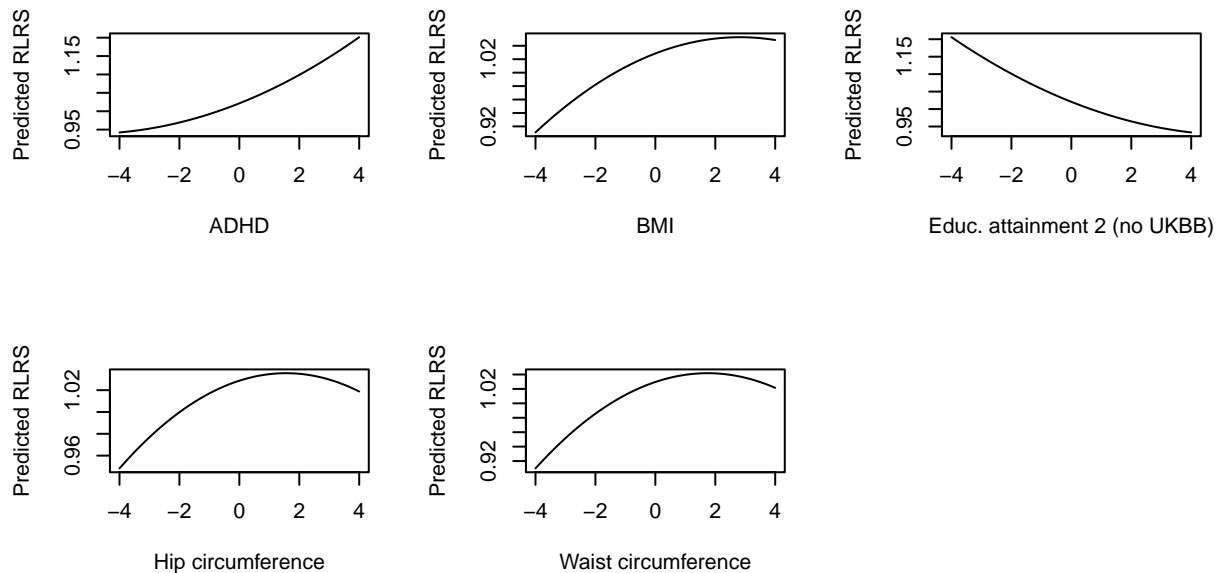 Predicted RLRS
0.95 1.15
−4 −2 0 2 4
ADHD
Predicted RLRS
0.92 1.02
−4 −2 0 2 4
BMI
Predicted RLRS
0.95 1.15
−4 −2 0 2 4
Educ. attainment 2 (no UKBB)
Predicted RLRS
0.96 1.02
−4 −2 0 2 4
Hip circumference
Predicted RLRS
0.92 1.02
−4 −2 0 2 4
Waist circumference